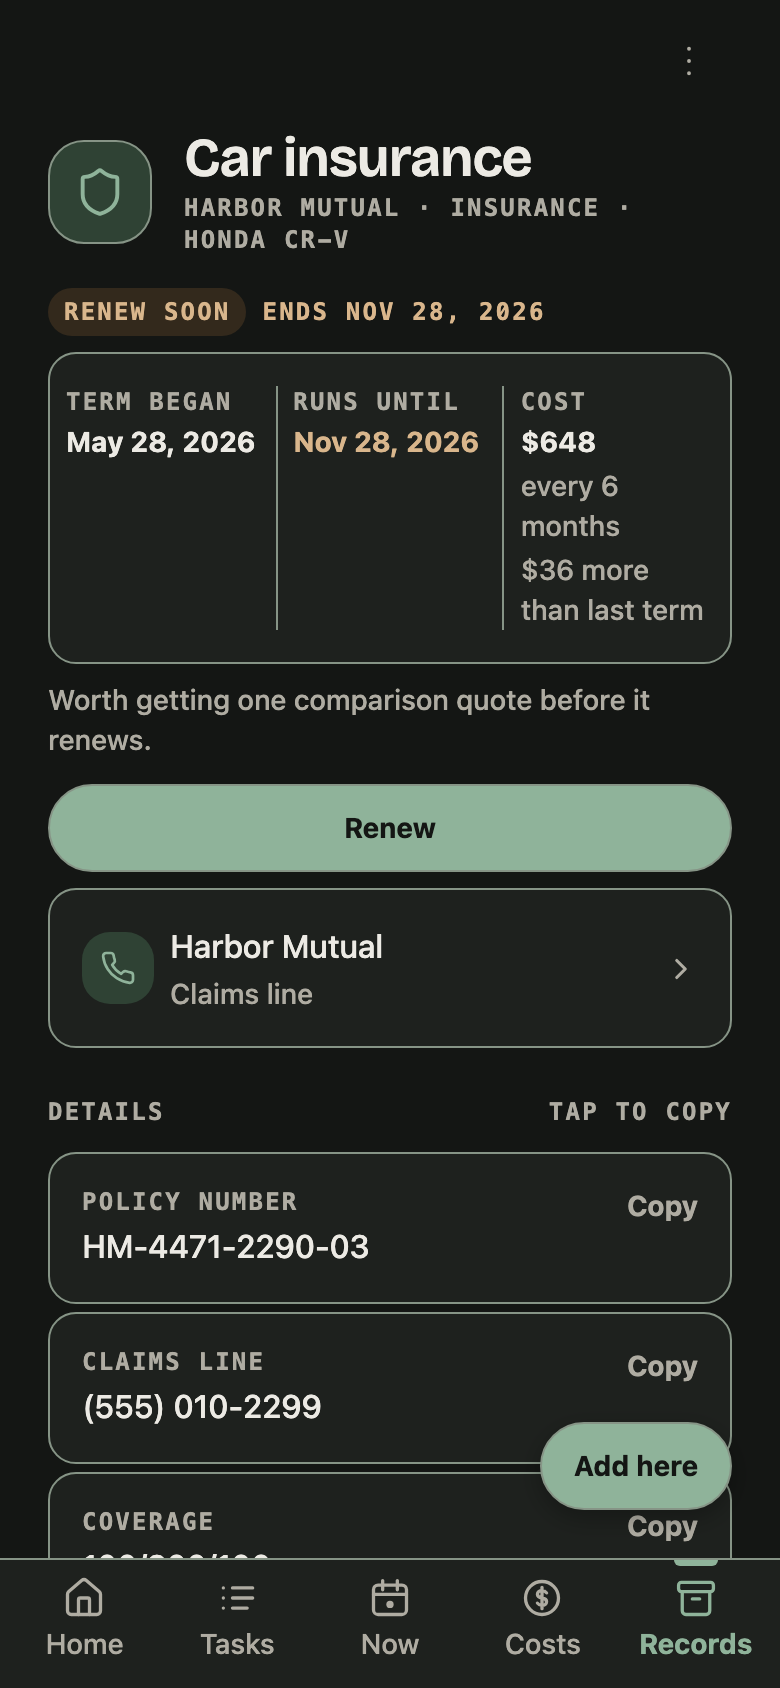 Car insurance
HARBOR MUTUAL · INSURANCE ·
HONDA CR–V
RENEW SOON ENDS NOV 28, 2026
TERM BEGAN
May 28, 2026
RUNS UNTIL
Nov 28, 2026
COST
$648
every 6
months
$36 more
than last term
Worth getting one comparison quote before it
renews.
Renew
Harbor Mutual
Claims line
DETAILS TAP TO COPY
POLICY NUMBER Copy
HM-4471-2290-03
CLAIMS LINE Copy
(555) 010-2299
Add here
COVERAGE Copy
Home Tasks Now Costs Records